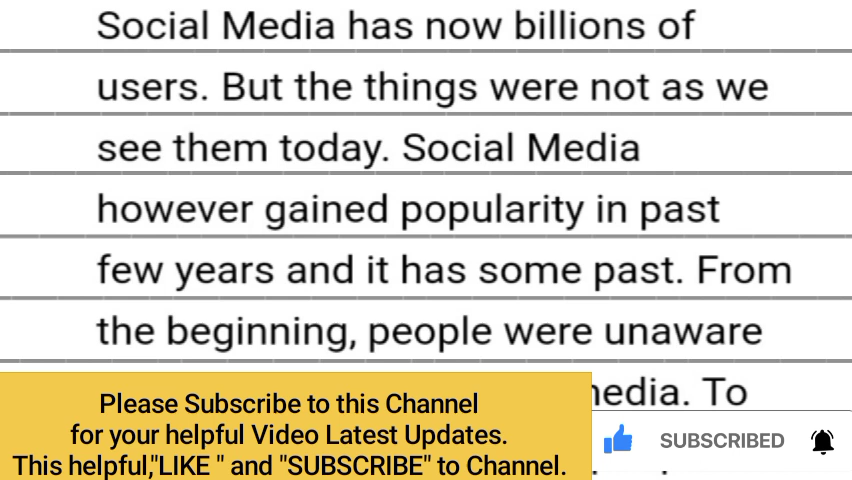 Social Media has now billions of
users. But the things were not as we
see them today. Social Media
however gained popularity in past
few years and it has some past. From
the beginning, people were unaware
To
Please Subscribe to this Channel
for your helpful Video Latest Updates.
This helpful,"LIKE " and "SUBSCRIBE" to Channel.
SUBSCRIBED